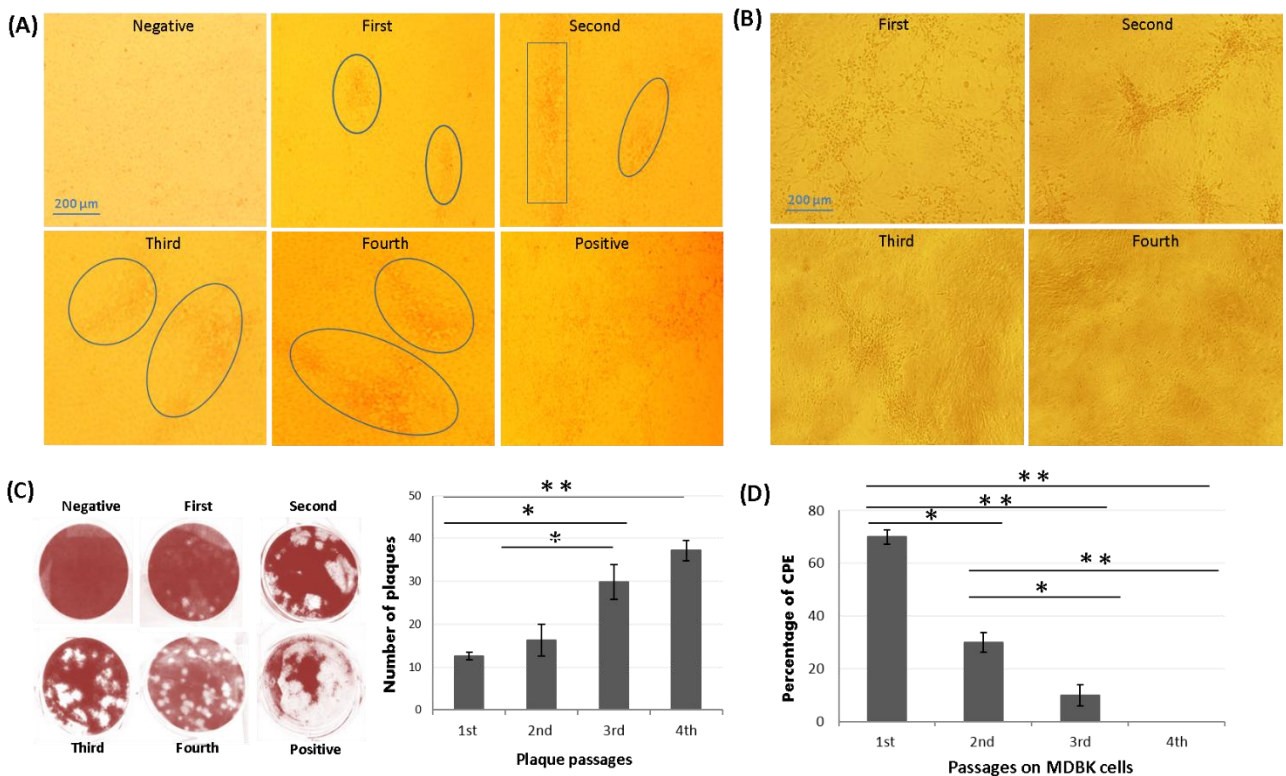 (A)
Negative
First
Second
200 µm
Third
Fourth
Positive
(B)
First
Second
200 µm
Third
Fourth
(C)
Negative
First
Second
Third
Fourth
Positive
Number of plaques
50
40
30
20
10
0
* *
*
*
1st
2nd
3rd
4th
Plaque passages
(D)
Percentage of CPE
80
60
40
20
0
* *
* *
*
* *
*
1st
2nd
3rd
4th
Passages on MDBK cells